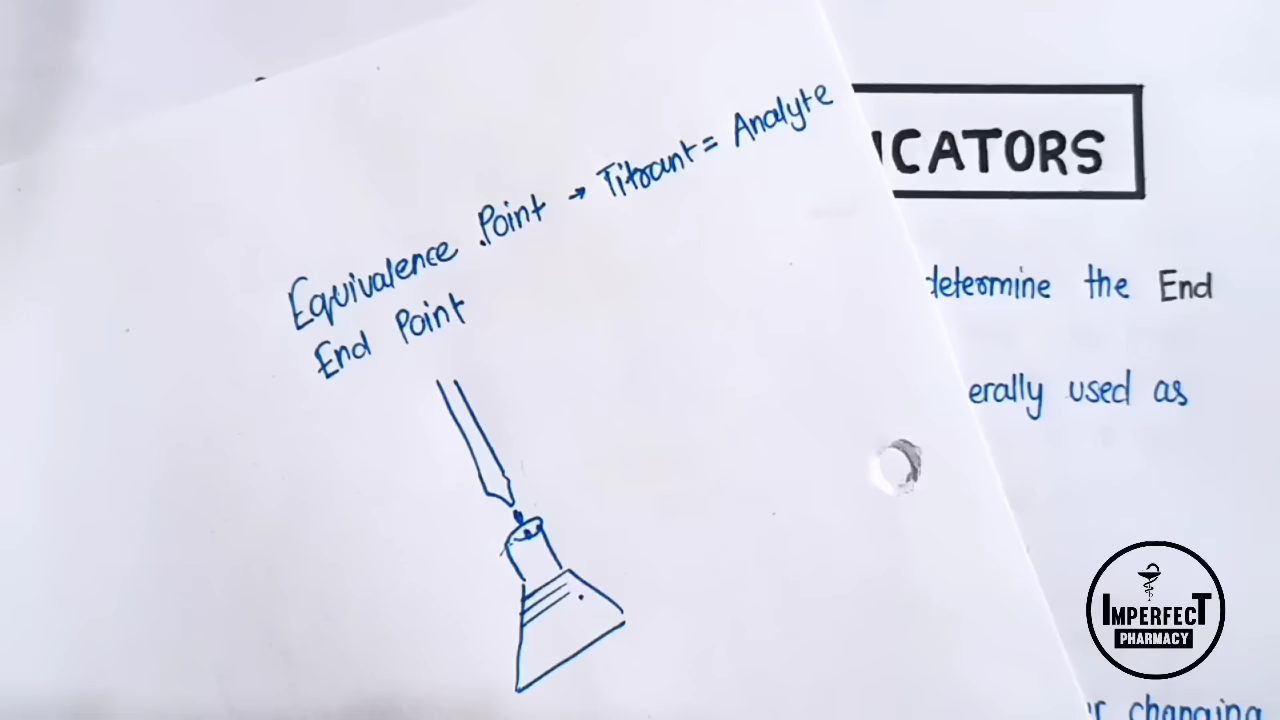 Equivalence Point → Titrant = Analyte
End Point
ICATORS
determine the End
erally used as
changing
IMPERFECT
PHARMACY